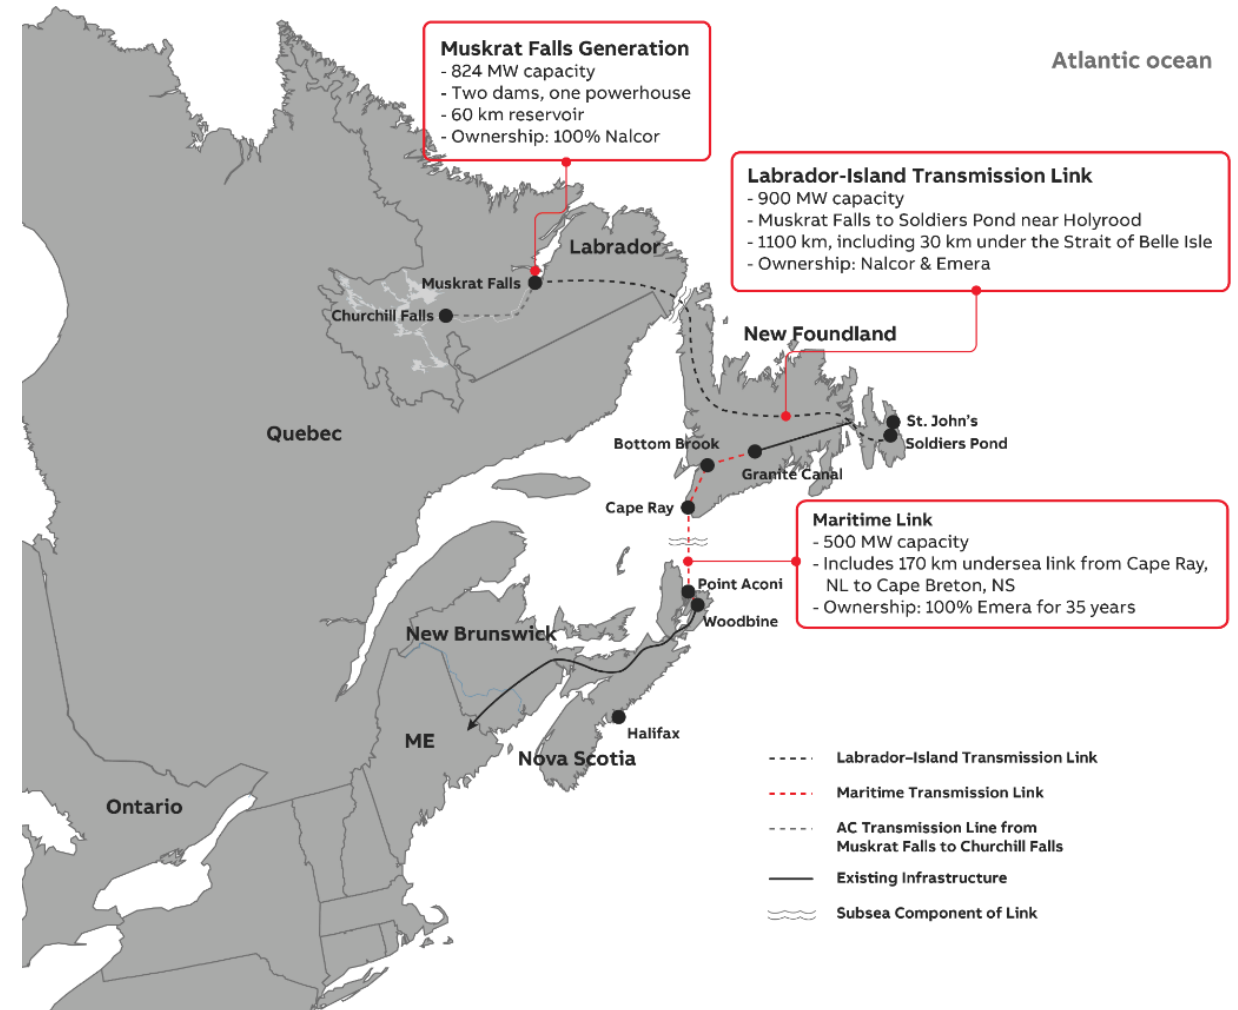 Atlantic ocean
Muskrat Falls Generation
- 824 MW capacity
- Two dams, one powerhouse
- 60 km reservoir
- Ownership: 100% Nalcor
Labrador-Island Transmission Link
- 900 MW capacity
- Muskrat Falls to Soldiers Pond near Holyrood
- 1100 km, including 30 km under the Strait of Belle Isle
- Ownership: Nalcor & Emera
Labrador
Muskrat Falls
Churchill Falls
New Foundland
Quebec
St. John's
Soldiers Pond
Bottom Brook
Granite Canal
Cape Ray
Maritime Link
- 500 MW capacity
- Includes 170 km undersea link from Cape Ray,
NL to Cape Breton, NS
- Ownership: 100% Emera for 35 years
Point Aconi
Woodbine
New Brunswick
Halifax
ME
Nova Scotia
Ontario
Labrador–Island Transmission Link
Maritime Transmission Link
AC Transmission Line from
Muskrat Falls to Churchill Falls
Existing Infrastructure
Subsea Component of Link